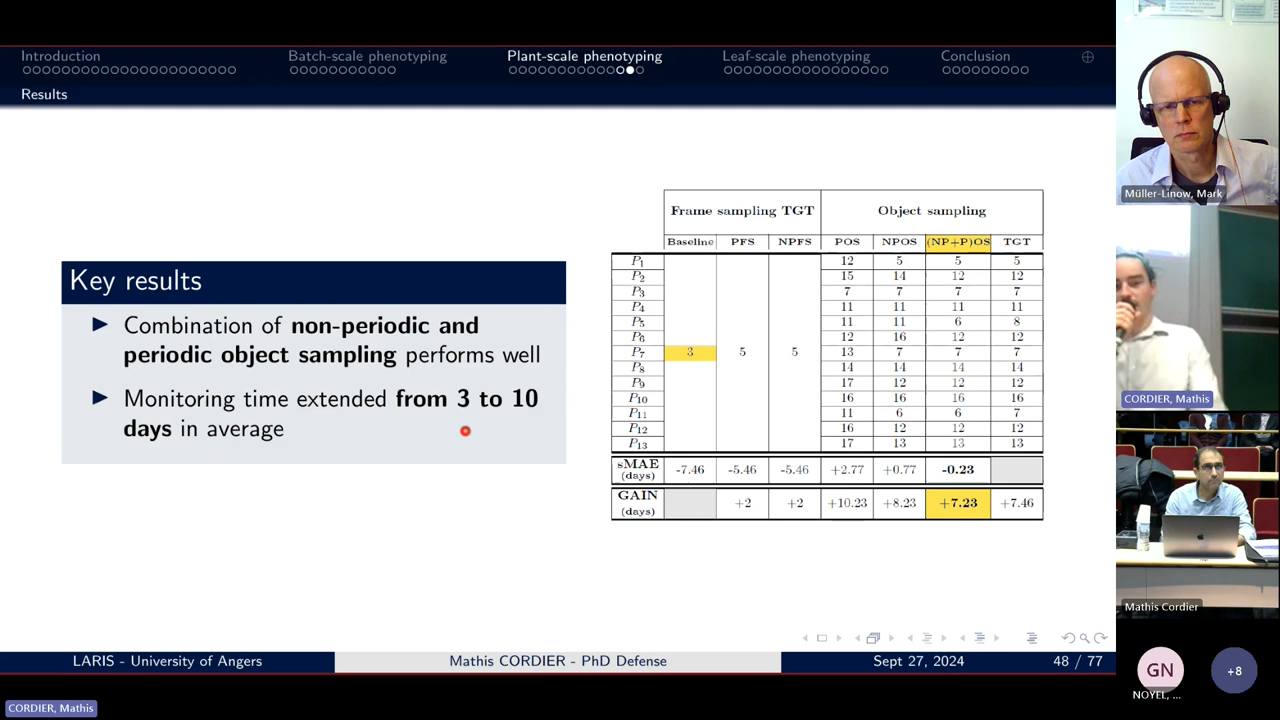 Introduction
Batch-scale phenotyping
Plant-scale phenotyping
Leaf-scale phenotyping
Conclusion
Results
Key results
Combination of non-periodic and
periodic object sampling performs well
Monitoring time extended from 3 to 10
days in average
Frame sampling TGT Object sampling
Baseline PFS NPFS POS NPOS (NP+P)OS TGT
P1 12 5 5 5
P2 15 14 12 12
P3 7 7 7 7
P4 11 11 11 11
P5 11 11 6 8
P6 12 16 12 12
P7 3 5 5 13 7 7 7
P8 14 14 14 14
P9 17 12 12 12
P10 16 16 16 16
P11 11 6 6 7
P12 16 12 12 12
P13 17 13 13 13
sMAE (days) -7.46 -5.46 -5.46 +2.77 +0.77 -0.23
GAIN (days) +2 +2 +10.23 +8.23 +7.23 +7.46
LARIS - University of Angers
Mathis CORDIER - PhD Defense
Sept 27, 2024
48 / 77
CORDIER, Mathis
Müller-Linow, Mark
CORDIER, Mathis
Mathis Cordier
GN
NOYEL, ...
+8